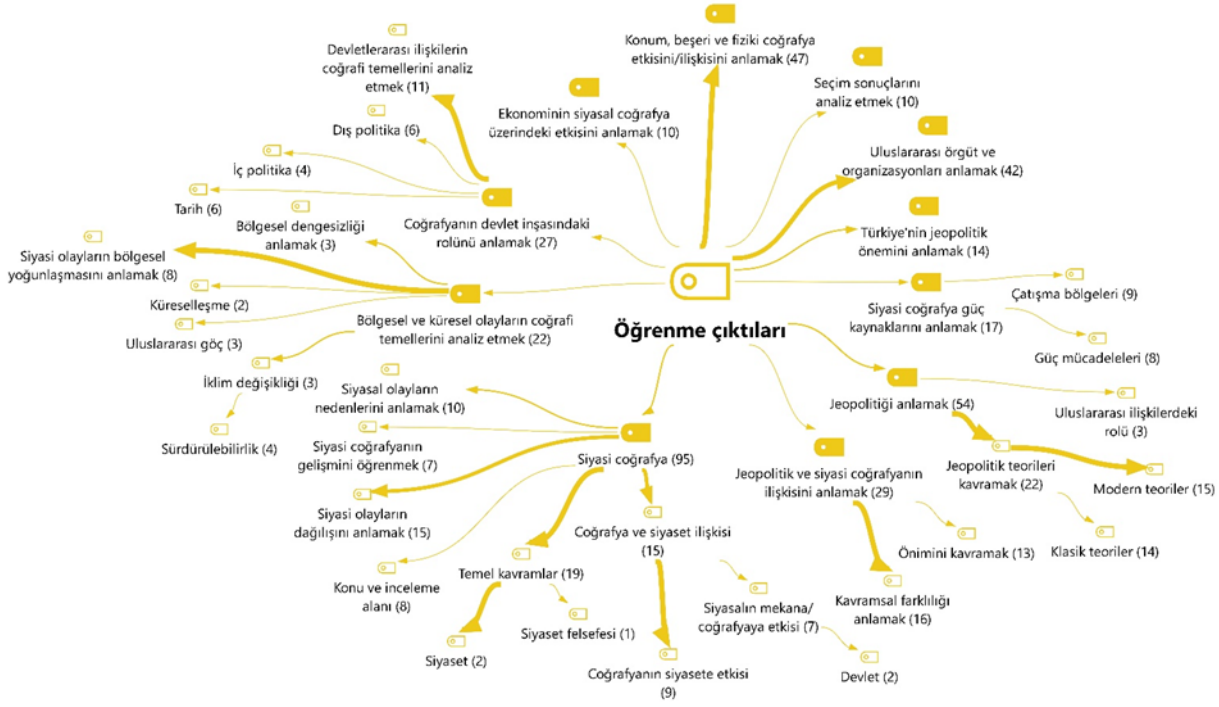 Konum, beşeri ve fiziki coğrafya
etkisini/ilişkisini anlamak (47)
Devletlerarası ilişkilerin
coğrafi temellerini analiz
etmek (11)
Seçim sonuçlarını
analiz etmek (10)
Ekonominin siyasal coğrafya
üzerindeki etkisini anlamak (10)
Dış politika (6)
Uluslararası örgüt ve
organizasyonları anlamak (42)
İç politika (4)
Tarih (6)
Coğrafyanın devlet inşasındaki
rolünü anlamak (27)
Bölgesel dengesizliği
anlamak (3)
Türkiye'nin jeopolitik
önemini anlamak (14)
Siyasi olayların bölgesel
yoğunlaşmasını anlamak (8)
Küreselleşme (2)
Çatışma bölgeleri (9)
Siyasi coğrafya güç
kaynaklarını anlamak (17)
Bölgesel ve küresel olayların coğrafi
temellerini analiz etmek (22)
Öğrenme çıktıları
Uluslararası göç (3)
Güç mücadeleleri (8)
İklim değişikliği (3)
Siyasal olayların
nedenlerini anlamak (10)
Jeopolitiği anlamak (54)
Uluslararası ilişkilerdeki
rolü (3)
Sürdürülebilirlik (4)
Siyasi coğrafyanın
gelişmini öğrenmek (7)
Siyasi coğrafya (95)
Jeopolitik ve siyasi coğrafyanın
ilişkisini anlamak (29)
Jeopolitik teorileri
kavramak (22)
Modern teoriler (15)
Siyasi olayların
dağılışını anlamak (15)
Coğrafya ve siyaset ilişkisi
(15)
Önimini kavramak (13)
Klasik teoriler (14)
Temel kavramlar (19)
Konu ve inceleme
alanı (8)
Siyasalın mekana/
coğrafyaya etkisi (7)
Kavramsal farklılığı
anlamak (16)
Siyaset felsefesi (1)
Siyaset (2)
Coğrafyanın siyasete etkisi
(9)
Devlet (2)